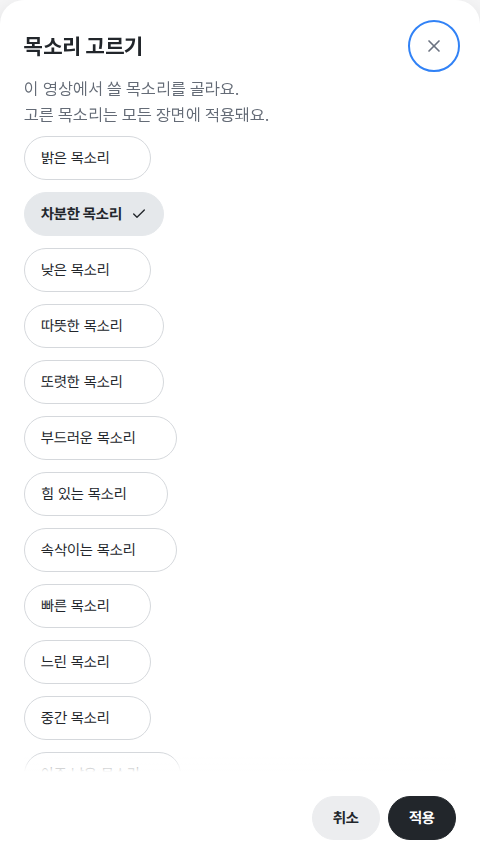 목소리 고르기
이 영상에서 쓸 목소리를 골라요.
고른 목소리는 모든 장면에 적용돼요.
밝은 목소리
차분한 목소리
낮은 목소리
따뜻한 목소리
또렷한 목소리
부드러운 목소리
힘 있는 목소리
속삭이는 목소리
빠른 목소리
느린 목소리
중간 목소리
취소
적용